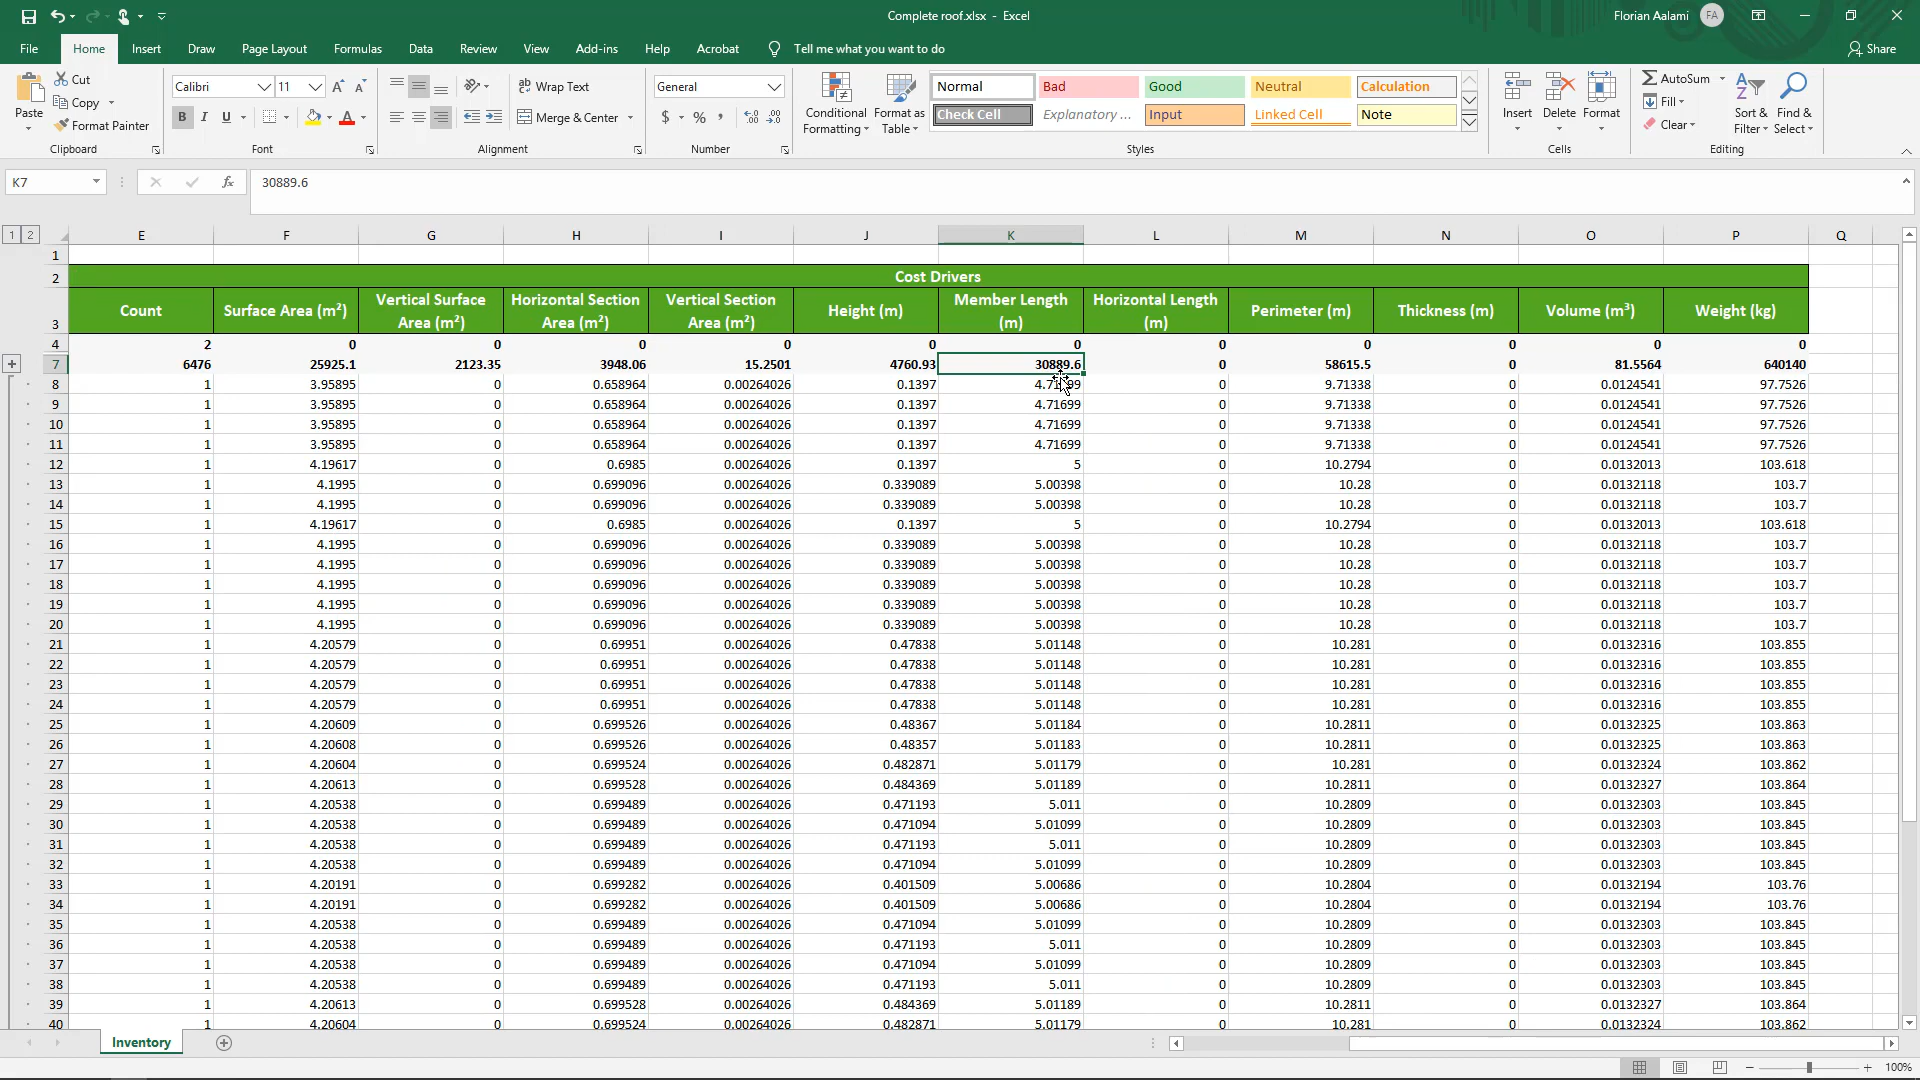 Complete roof.xlsx - Excel
Florian Aalami FA
File Home Insert Draw Page Layout Formulas Data Review View Add-ins Help Acrobat Tell me what you want to do Share
Paste Cut Copy Format Painter Clipboard
Calibri 11 A A B I U A Font
Wrap Text Merge & Center Alignment
General $ % , Number
Conditional Formatting Format as Table Normal Bad Good Neutral Calculation
Check Cell Explanatory ... Input Linked Cell Note Styles
Insert Delete Format Cells
AutoSum Fill Clear Sort & Filter Find & Select Editing
K7 fx 30889.6
1 2 E F G H I J K L M N O P Q
1
2 Cost Drivers
3 Count Surface Area (m²) Vertical Surface Area (m²) Horizontal Section Area (m²) Vertical Section Area (m²) Height (m) Member Length (m) Horizontal Length (m) Perimeter (m) Thickness (m) Volume (m³) Weight (kg)
4 2 0 0 0 0 0 0 0 0 0 0 0
7 6476 25925.1 2123.35 3948.06 15.2501 4760.93 30889.6 0 58615.5 0 81.5564 640140
8 1 3.95895 0 0.658964 0.00264026 0.1397 4.71699 0 9.71338 0 0.0124541 97.7526
9 1 3.95895 0 0.658964 0.00264026 0.1397 4.71699 0 9.71338 0 0.0124541 97.7526
10 1 3.95895 0 0.658964 0.00264026 0.1397 4.71699 0 9.71338 0 0.0124541 97.7526
11 1 3.95895 0 0.658964 0.00264026 0.1397 4.71699 0 9.71338 0 0.0124541 97.7526
12 1 4.19617 0 0.6985 0.00264026 0.1397 5 0 10.2794 0 0.0132013 103.618
13 1 4.1995 0 0.699096 0.00264026 0.339089 5.00398 0 10.28 0 0.0132118 103.7
14 1 4.1995 0 0.699096 0.00264026 0.339089 5.00398 0 10.28 0 0.0132118 103.7
15 1 4.19617 0 0.6985 0.00264026 0.1397 5 0 10.2794 0 0.0132013 103.618
16 1 4.1995 0 0.699096 0.00264026 0.339089 5.00398 0 10.28 0 0.0132118 103.7
17 1 4.1995 0 0.699096 0.00264026 0.339089 5.00398 0 10.28 0 0.0132118 103.7
18 1 4.1995 0 0.699096 0.00264026 0.339089 5.00398 0 10.28 0 0.0132118 103.7
19 1 4.1995 0 0.699096 0.00264026 0.339089 5.00398 0 10.28 0 0.0132118 103.7
20 1 4.1995 0 0.699096 0.00264026 0.339089 5.00398 0 10.28 0 0.0132118 103.7
21 1 4.20579 0 0.69951 0.00264026 0.47838 5.01148 0 10.281 0 0.0132316 103.855
22 1 4.20579 0 0.69951 0.00264026 0.47838 5.01148 0 10.281 0 0.0132316 103.855
23 1 4.20579 0 0.69951 0.00264026 0.47838 5.01148 0 10.281 0 0.0132316 103.855
24 1 4.20579 0 0.69951 0.00264026 0.47838 5.01148 0 10.281 0 0.0132316 103.855
25 1 4.20609 0 0.699526 0.00264026 0.48367 5.01184 0 10.2811 0 0.0132325 103.863
26 1 4.20608 0 0.699526 0.00264026 0.48357 5.01183 0 10.2811 0 0.0132325 103.863
27 1 4.20604 0 0.699524 0.00264026 0.482871 5.01179 0 10.281 0 0.0132324 103.862
28 1 4.20613 0 0.699528 0.00264026 0.484369 5.01189 0 10.2811 0 0.0132327 103.864
29 1 4.20538 0 0.699489 0.00264026 0.471193 5.011 0 10.2809 0 0.0132303 103.845
30 1 4.20538 0 0.699489 0.00264026 0.471094 5.01099 0 10.2809 0 0.0132303 103.845
31 1 4.20538 0 0.699489 0.00264026 0.471193 5.011 0 10.2809 0 0.0132303 103.845
32 1 4.20538 0 0.699489 0.00264026 0.471094 5.01099 0 10.2809 0 0.0132303 103.845
33 1 4.20191 0 0.699282 0.00264026 0.401509 5.00686 0 10.2804 0 0.0132194 103.76
34 1 4.20191 0 0.699282 0.00264026 0.401509 5.00686 0 10.2804 0 0.0132194 103.76
35 1 4.20538 0 0.699489 0.00264026 0.471094 5.01099 0 10.2809 0 0.0132303 103.845
36 1 4.20538 0 0.699489 0.00264026 0.471193 5.011 0 10.2809 0 0.0132303 103.845
37 1 4.20538 0 0.699489 0.00264026 0.471094 5.01099 0 10.2809 0 0.0132303 103.845
38 1 4.20538 0 0.699489 0.00264026 0.471193 5.011 0 10.2809 0 0.0132303 103.845
39 1 4.20613 0 0.699528 0.00264026 0.484369 5.01189 0 10.2811 0 0.0132327 103.864
40 1 4.20604 0 0.699524 0.00264026 0.482871 5.01179 0 10.281 0 0.0132324 103.862
Inventory
100%